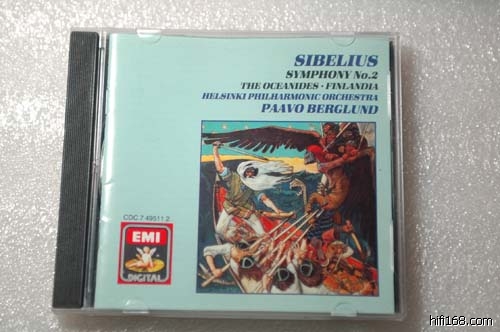 SIBELIUS
SYMPHONY No.2
THE OCEANIDES · FINLANDIA
HELSINKI PHILHARMONIC ORCHESTRA
PAAVO BERGLUND
CDC 7 49511 2
EMI
DIGITAL
hifi168.com